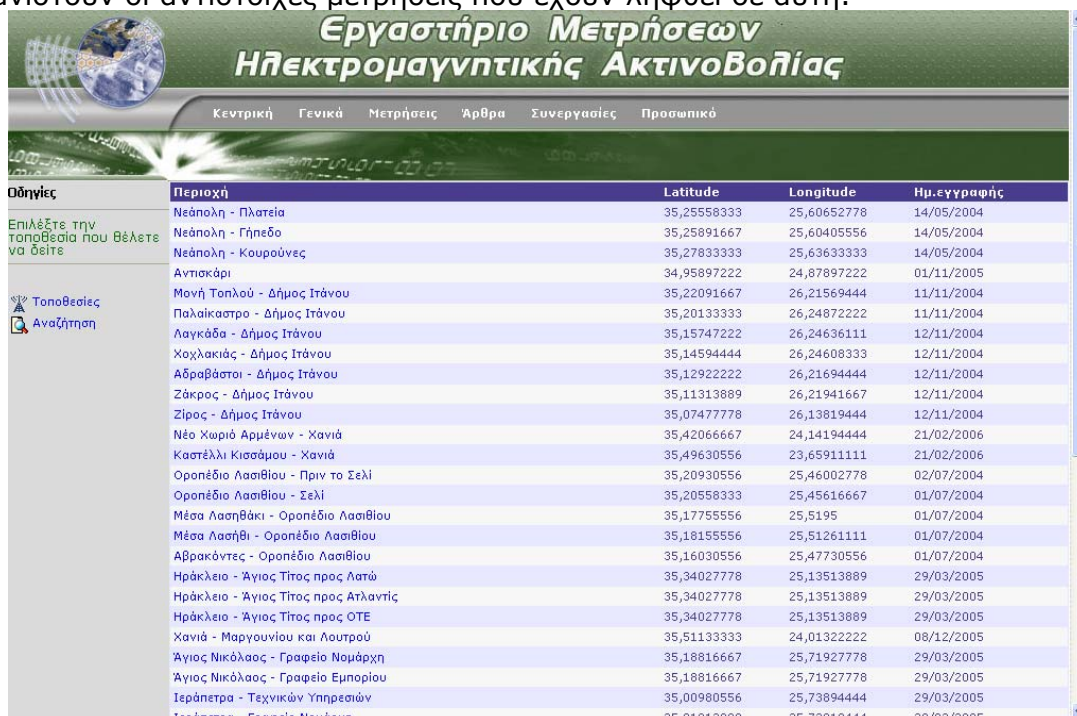 ανιστούν οι αντίστοιχες μετρήσεις που έχουν ληφθεί σε αυτή.
Εργαστήριο Μετρήσεων
Ηλεκτρομαγνητικής Ακτινοβολίας
Κεντρική Γενικά Μετρήσεις Άρθρα Συνεργασίες Προσωπικό
Οδηγίες
Επιλέξτε την
τοποθεσία που θέλετε
να δείτε
Τοποθεσίες
Αναζήτηση
Περιοχή Latitude Longitude Ημ.εγγραφής
Νεάπολη - Πλατεία 35,25558333 25,60652778 14/05/2004
Νεάπολη - Γήπεδο 35,25891667 25,60405556 14/05/2004
Νεάπολη - Κουρούνες 35,27833333 25,63633333 14/05/2004
Αντισκάρι 34,95897222 24,87897222 01/11/2005
Μονή Τοπλού - Δήμος Ιτάνου 35,22091667 26,21569444 11/11/2004
Παλαίκαστρο - Δήμος Ιτάνου 35,20133333 26,24872222 11/11/2004
Λαγκάδα - Δήμος Ιτάνου 35,15747222 26,24636111 12/11/2004
Χοχλακιάς - Δήμος Ιτάνου 35,14594444 26,24608333 12/11/2004
Αδραβάστοι - Δήμος Ιτάνου 35,12922222 26,21694444 12/11/2004
Ζάκρος - Δήμος Ιτάνου 35,11313889 26,21941667 12/11/2004
Ζίρος - Δήμος Ιτάνου 35,07477778 26,13819444 12/11/2004
Νέο Χωριό Αρμένων - Χανιά 35,42066667 24,14194444 21/02/2006
Καστέλλι Κισσάμου - Χανιά 35,49630556 23,65911111 21/02/2006
Οροπέδιο Λασιθίου - Πριν το Σελί 35,20930556 25,46002778 02/07/2004
Οροπέδιο Λασιθίου - Σελί 35,20558333 25,45616667 01/07/2004
Μέσα Λασηθάκι - Οροπέδιο Λασιθίου 35,17755556 25,5195 01/07/2004
Μέσα Λασήθι - Οροπέδιο Λασιθίου 35,18155556 25,51261111 01/07/2004
Αβρακόντες - Οροπέδιο Λασιθίου 35,16030556 25,47730556 01/07/2004
Ηράκλειο - Άγιος Τίτος προς Λατώ 35,34027778 25,13513889 29/03/2005
Ηράκλειο - Άγιος Τίτος προς Ατλαντίς 35,34027778 25,13513889 29/03/2005
Ηράκλειο - Άγιος Τίτος προς ΟΤΕ 35,34027778 25,13513889 29/03/2005
Χανιά - Μαργουνίου και Λουτρού 35,51133333 24,01322222 08/12/2005
Άγιος Νικόλαος - Γραφείο Νομάρχη 35,18816667 25,71927778 29/03/2005
Άγιος Νικόλαος - Γραφείο Εμπορίου 35,18816667 25,71927778 29/03/2005
Ιεράπετρα - Τεχνικών Υπηρεσιών 35,00980556 25,73894444 29/03/2005